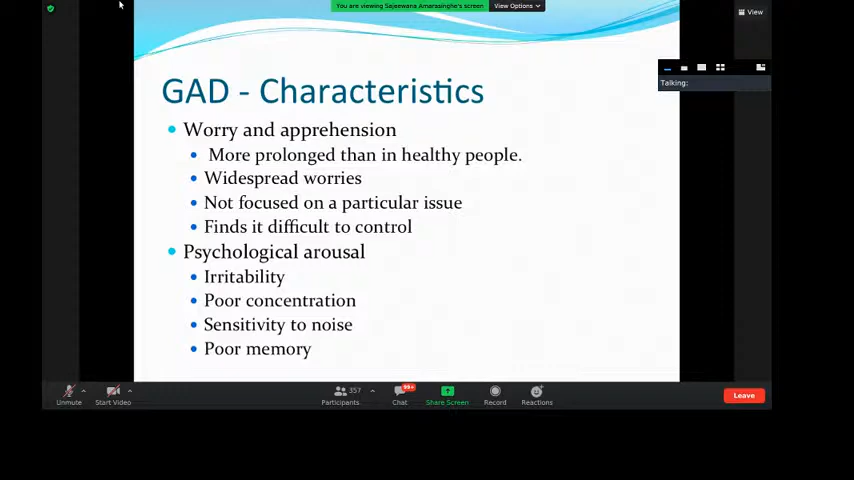 You are viewing Sajeewana Amarasinghe's screen
View Options
View
GAD - Characteristics
Talking:
Worry and apprehension
More prolonged than in healthy people.
Widespread worries
Not focused on a particular issue
Finds it difficult to control
Psychological arousal
Irritability
Poor concentration
Sensitivity to noise
Poor memory
357
99+
Unmute
Start Video
Participants
Chat
Share Screen
Record
Reactions
Leave